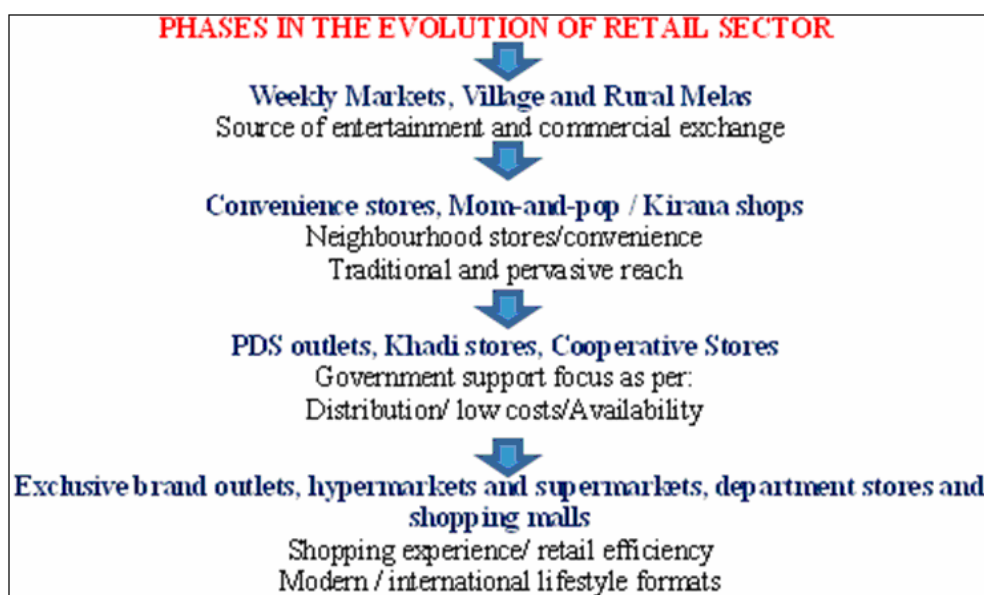 PHASES IN THE EVOLUTION OF RETAIL SECTOR
Weekly Markets, Village and Rural Melas
Source of entertainment and commercial exchange
Convenience stores, Mom-and-pop / Kirana shops
Neighbourhood stores/convenience
Traditional and pervasive reach
PDS outlets, Khadi stores, Cooperative Stores
Government support focus as per:
Distribution/ low costs/Availability
Exclusive brand outlets, hypermarkets and supermarkets, department stores and
shopping malls
Shopping experience/ retail efficiency
Modern / international lifestyle formats